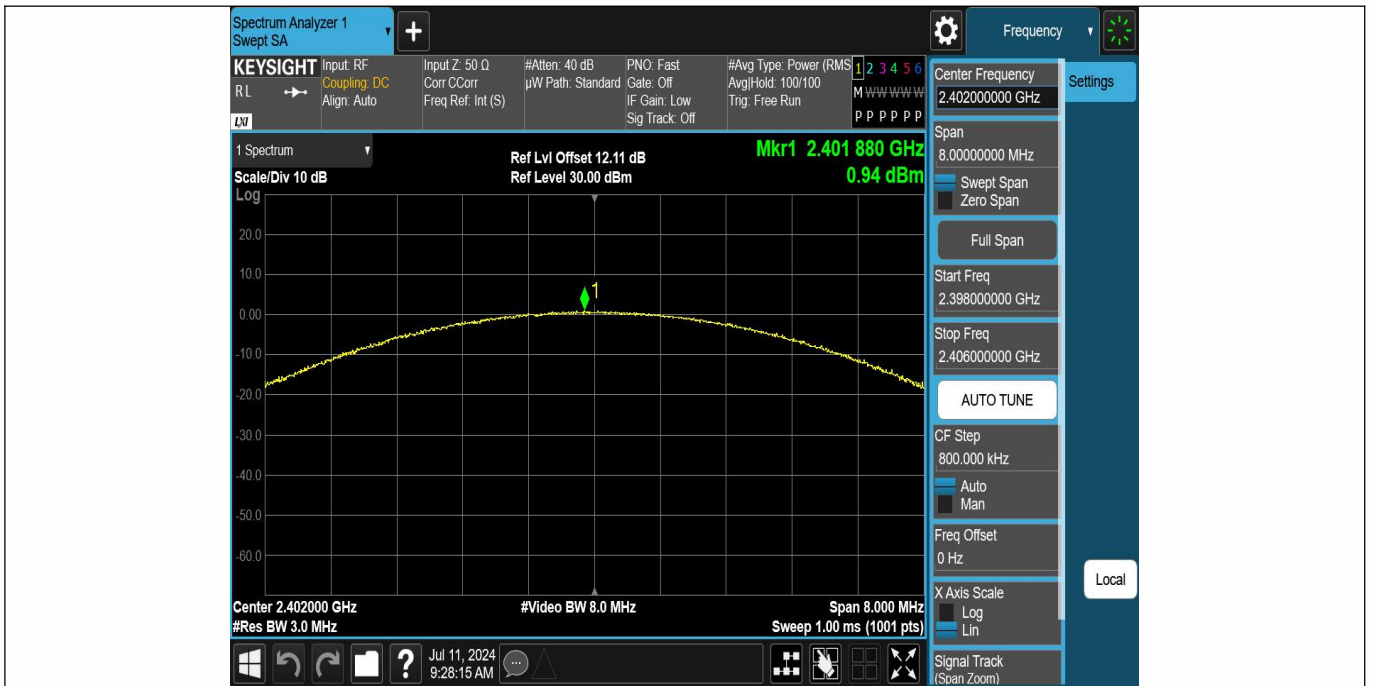 Spectrum Analyzer 1
Swept SA
+
Frequency
KEYSIGHT
RL
LXI
Input: RF
Coupling: DC
Align: Auto
Input Z: 50 Ω
Corr CCorr
Freq Ref: Int (S)
#Atten: 40 dB
µW Path: Standard
PNO: Fast
Gate: Off
IF Gain: Low
Sig Track: Off
#Avg Type: Power (RMS
Avg|Hold: 100/100
Trig: Free Run
1 2 3 4 5 6
M W W W W W
P P P P P P
1 Spectrum
Scale/Div 10 dB
Log
Ref Lvl Offset 12.11 dB
Ref Level 30.00 dBm
Mkr1 2.401 880 GHz
0.94 dBm
20.0
10.0
0.00
-10.0
-20.0
-30.0
-40.0
-50.0
-60.0
1
Center 2.402000 GHz
#Res BW 3.0 MHz
#Video BW 8.0 MHz
Span 8.000 MHz
Sweep 1.00 ms (1001 pts)
Center Frequency
2.402000000 GHz
Settings
Span
8.00000000 MHz
Swept Span
Zero Span
Full Span
Start Freq
2.398000000 GHz
Stop Freq
2.406000000 GHz
AUTO TUNE
CF Step
800.000 kHz
Auto
Man
Freq Offset
0 Hz
Local
X Axis Scale
Log
Lin
Signal Track
(Span Zoom)
?
Jul 11, 2024
9:28:15 AM